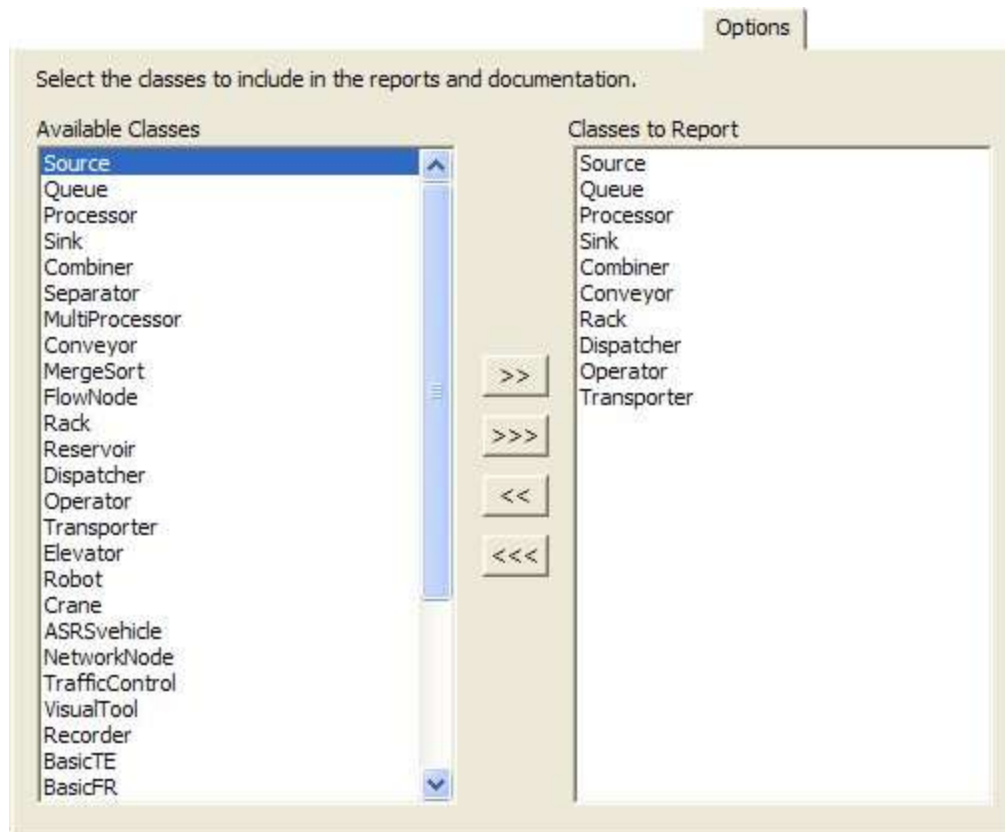 Options
Select the classes to include in the reports and documentation.
Available Classes
Source
Queue
Processor
Sink
Combiner
Separator
MultiProcessor
Conveyor
MergeSort
FlowNode
Rack
Reservoir
Dispatcher
Operator
Transporter
Elevator
Robot
Crane
ASRSvehicle
NetworkNode
TrafficControl
VisualTool
Recorder
BasicTE
BasicFR
>>
>>>
<<
<<<
Classes to Report
Source
Queue
Processor
Sink
Combiner
Conveyor
Rack
Dispatcher
Operator
Transporter